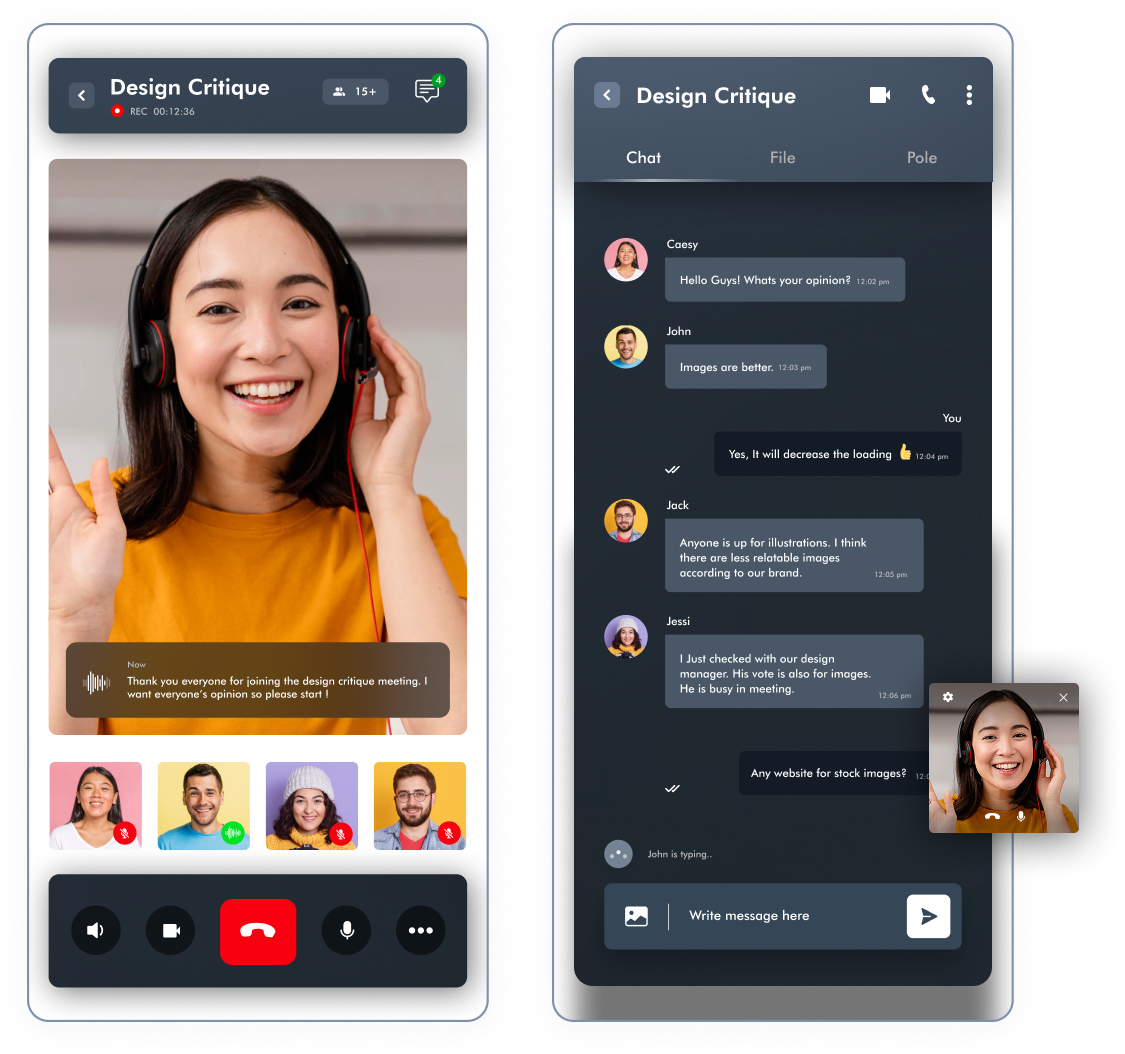 Design Critique
REC 00:12:36
15+
4
Now
Thank you everyone for joining the design critique meeting. I
want everyone's opinion so please start !
Design Critique
Chat File Pole
Caesy
Hello Guys! Whats your opinion? 12:02 pm
John
Images are better. 12:03 pm
You
Yes, It will decrease the loading 👍 12:04 pm
Jack
Anyone is up for illustrations. I think
there are less relatable images
according to our brand. 12:05 pm
Jessi
I Just checked with our design
manager. His vote is also for images.
He is busy in meeting. 12:06 pm
Any website for stock images?
John is typing..
Write message here